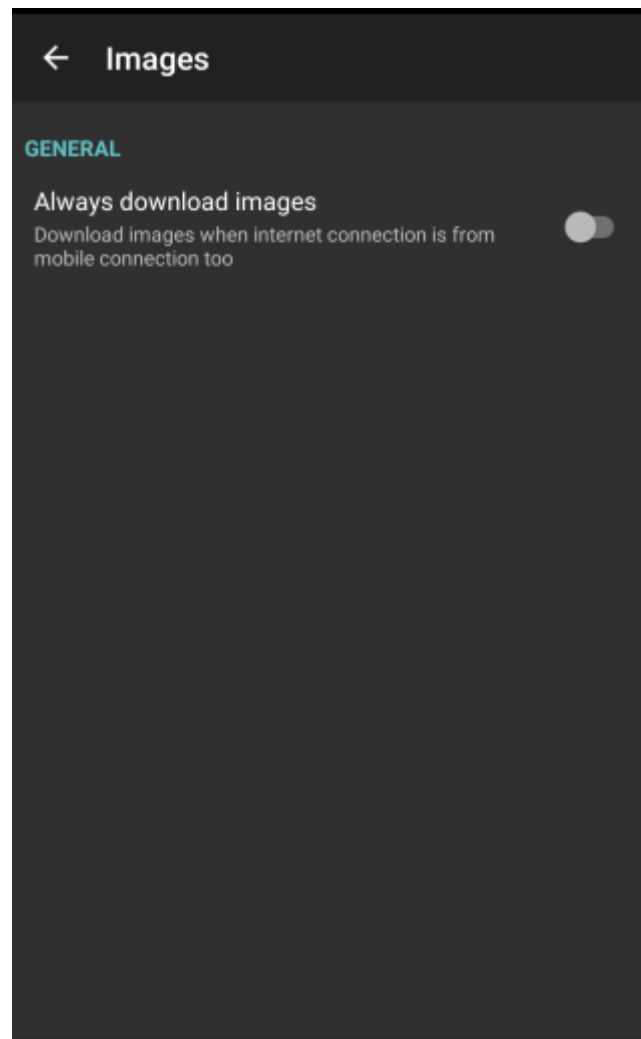 Images
GENERAL
Always download images
Download images when internet connection is from
mobile connection too